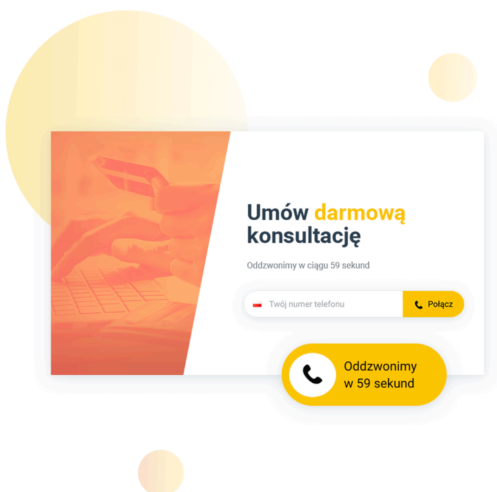 Umów darmową
konsultację
Oddzwonimy w ciągu 59 sekund
Twój numer telefonu
Połącz
Oddzwonimy
w 59 sekund